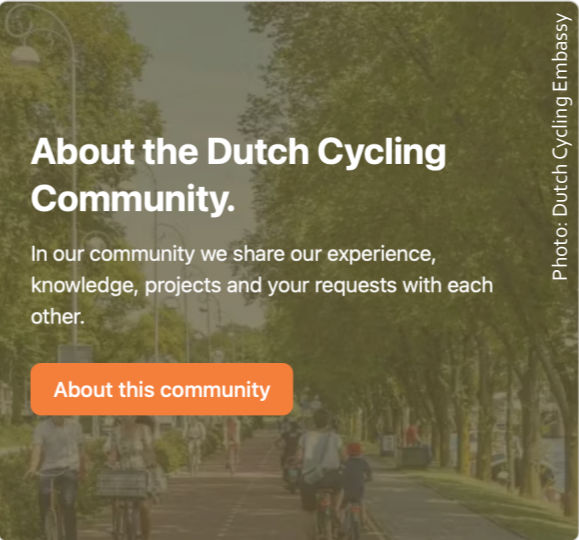 About the Dutch Cycling
Community.
In our community we share our experience,
knowledge, projects and your requests with each
other.
About this community
Photo: Dutch Cycling Embassy